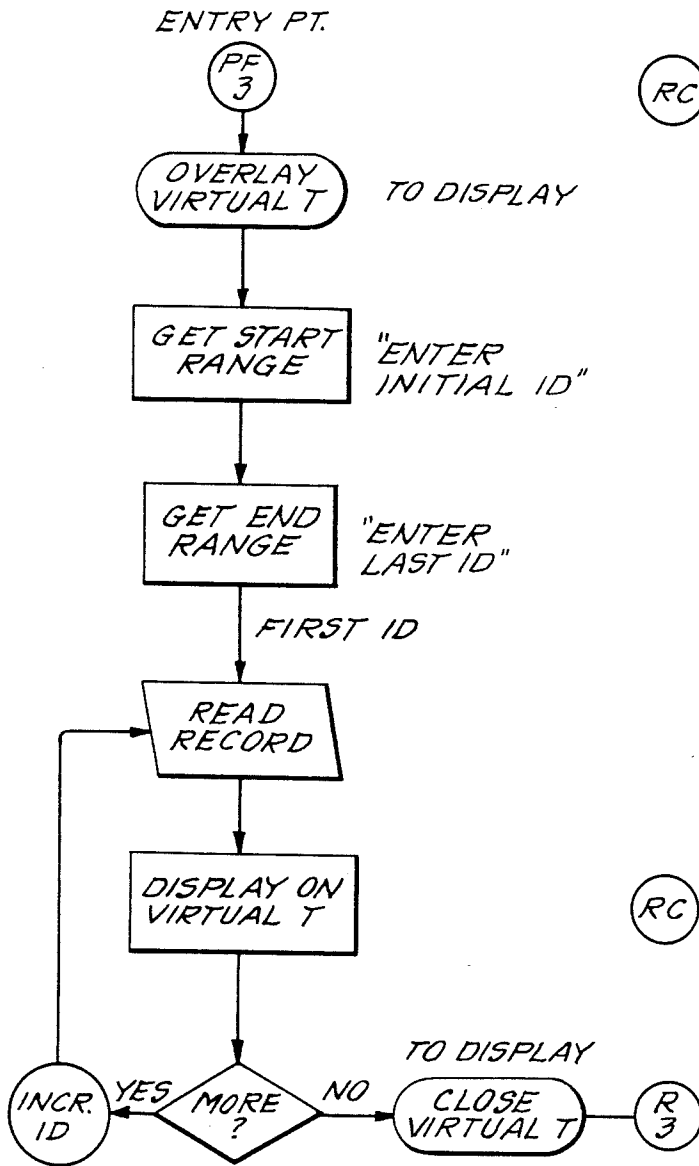 ENTRY PT.
PF
3
RC
OVERLAY
VIRTUAL T
TO DISPLAY
GET START
RANGE
"ENTER
INITIAL ID"
GET END
RANGE
"ENTER
LAST ID"
FIRST ID
READ
RECORD
DISPLAY ON
VIRTUAL T
RC
TO DISPLAY
INCR.
ID
YES
MORE
?
NO
CLOSE
VIRTUAL T
R
3